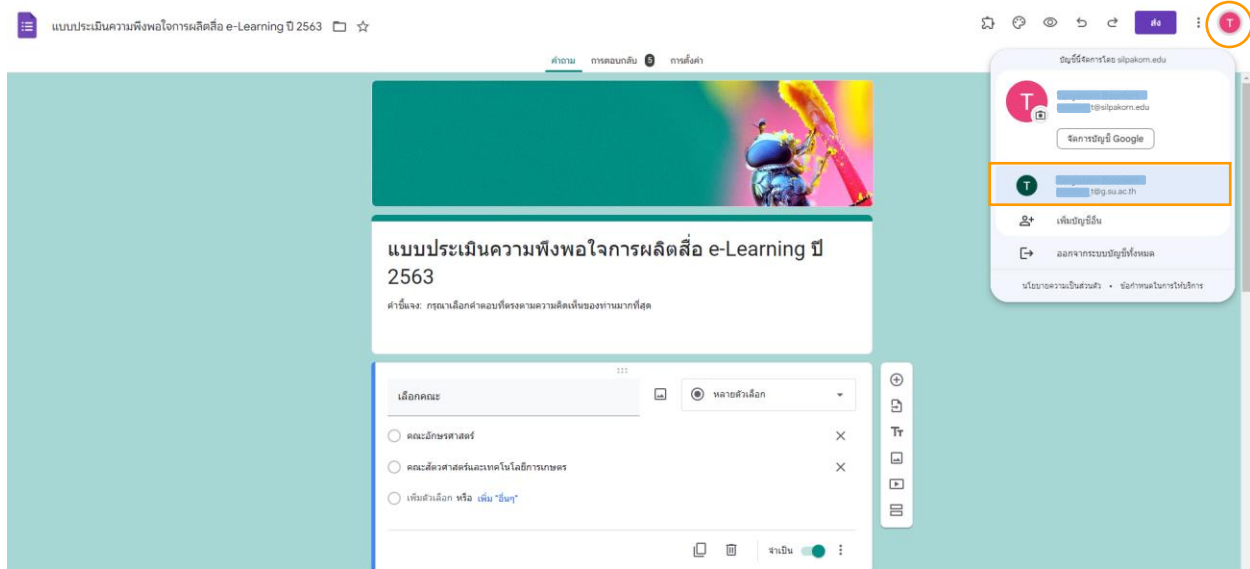 แบบประเมินความพึงพอใจการผลิตสื่อ e-Learning ปี 2563
ส่ง
T
คำถาม การตอบกลับ 5 การตั้งค่า
บัญชีนี้จัดการโดย silpakorn.edu
T
t@silpakorn.edu
จัดการบัญชี Google
T
t@g.su.ac.th
เพิ่มบัญชีอื่น
ออกจากระบบบัญชีทั้งหมด
นโยบายความเป็นส่วนตัว • ข้อกำหนดในการให้บริการ
แบบประเมินความพึงพอใจการผลิตสื่อ e-Learning ปี
2563
คำชี้แจง: กรุณาเลือกคำตอบที่ตรงตามความคิดเห็นของท่านมากที่สุด
เลือกคณะ
หลายตัวเลือก
คณะอักษรศาสตร์
คณะสัตวศาสตร์และเทคโนโลยีการเกษตร
เพิ่มตัวเลือก หรือ เพิ่ม "อื่นๆ"
Tт
จำเป็น